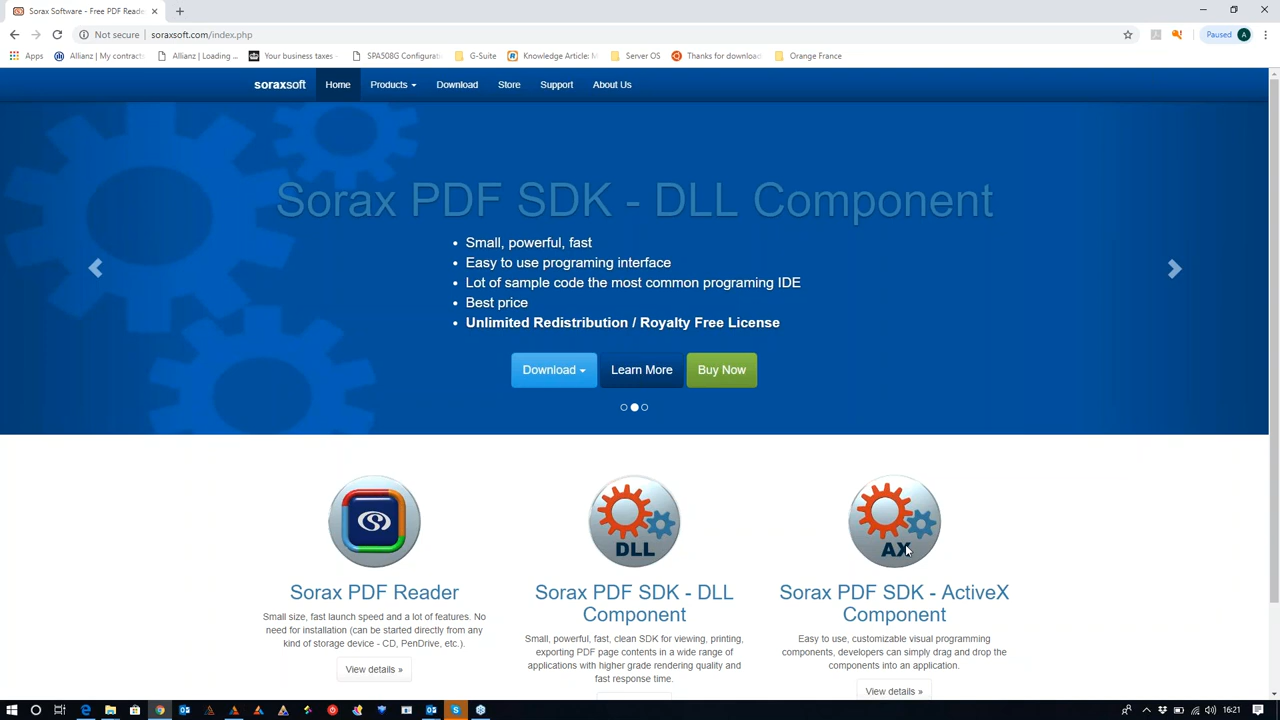 Sorax Software - Free PDF Reade
Not secure
soraxsoft.com/index.php
Paused
A
Apps
Allianz | My contracts
Allianz | Loading ...
Your business taxes -
SPA508G Configurat
G-Suite
Knowledge Article: M
Server OS
Thanks for download
Orange France
soraxsoft
Home
Products
Download
Store
Support
About Us
Sorax PDF SDK - DLL Component
• Small, powerful, fast
• Easy to use programing interface
• Lot of sample code the most common programing IDE
• Best price
• Unlimited Redistribution / Royalty Free License
Download
Learn More
Buy Now
DLL
AX
Sorax PDF Reader
Small size, fast launch speed and a lot of features. No
need for installation (can be started directly from any
kind of storage device - CD, PenDrive, etc.).
View details »
Sorax PDF SDK - DLL
Component
Small, powerful, fast, clean SDK for viewing, printing,
exporting PDF page contents in a wide range of
applications with higher grade rendering quality and
fast response time.
Sorax PDF SDK - ActiveX
Component
Easy to use, customizable visual programming
components, developers can simply drag and drop the
components into an application.
View details »
16:21